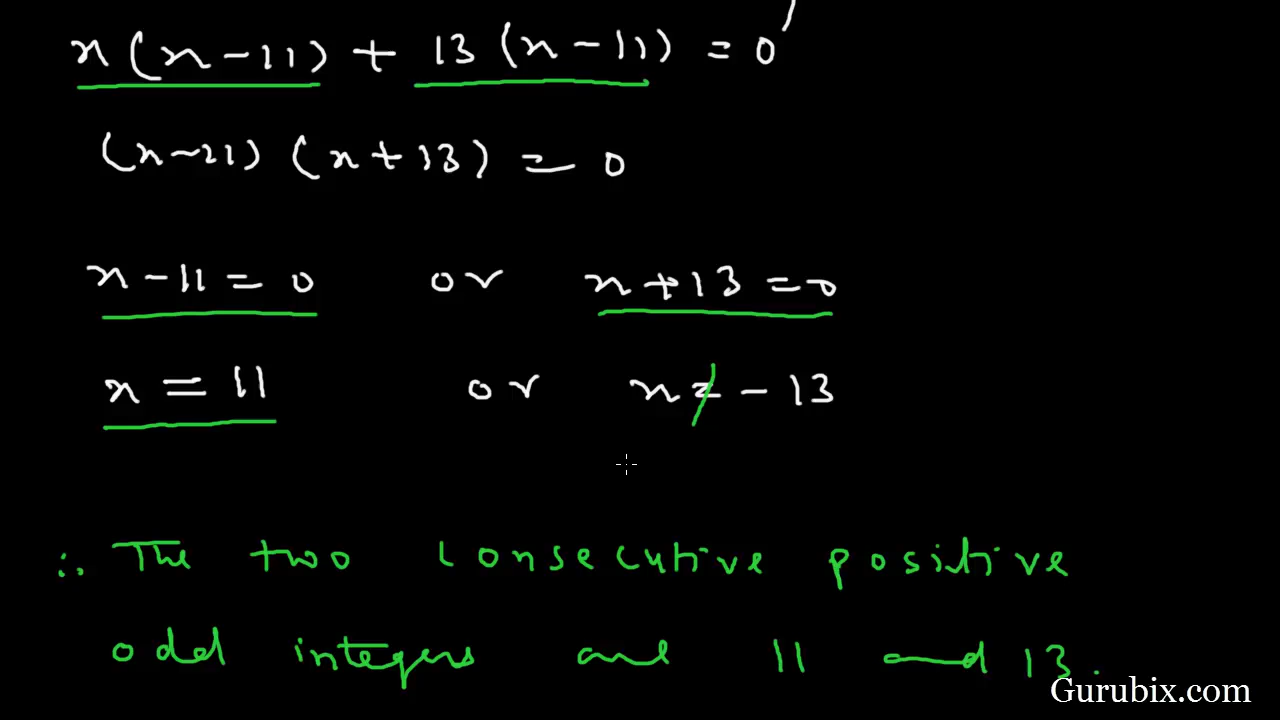 x(x-11) + 13(x-11) = 0
(x-11) (x+13) = 0
x-11 = 0 or x+13 = 0
x = 11 or x = -13
∴ The two consecutive positive
odd integers are 11 and 13.
Gurubix.com